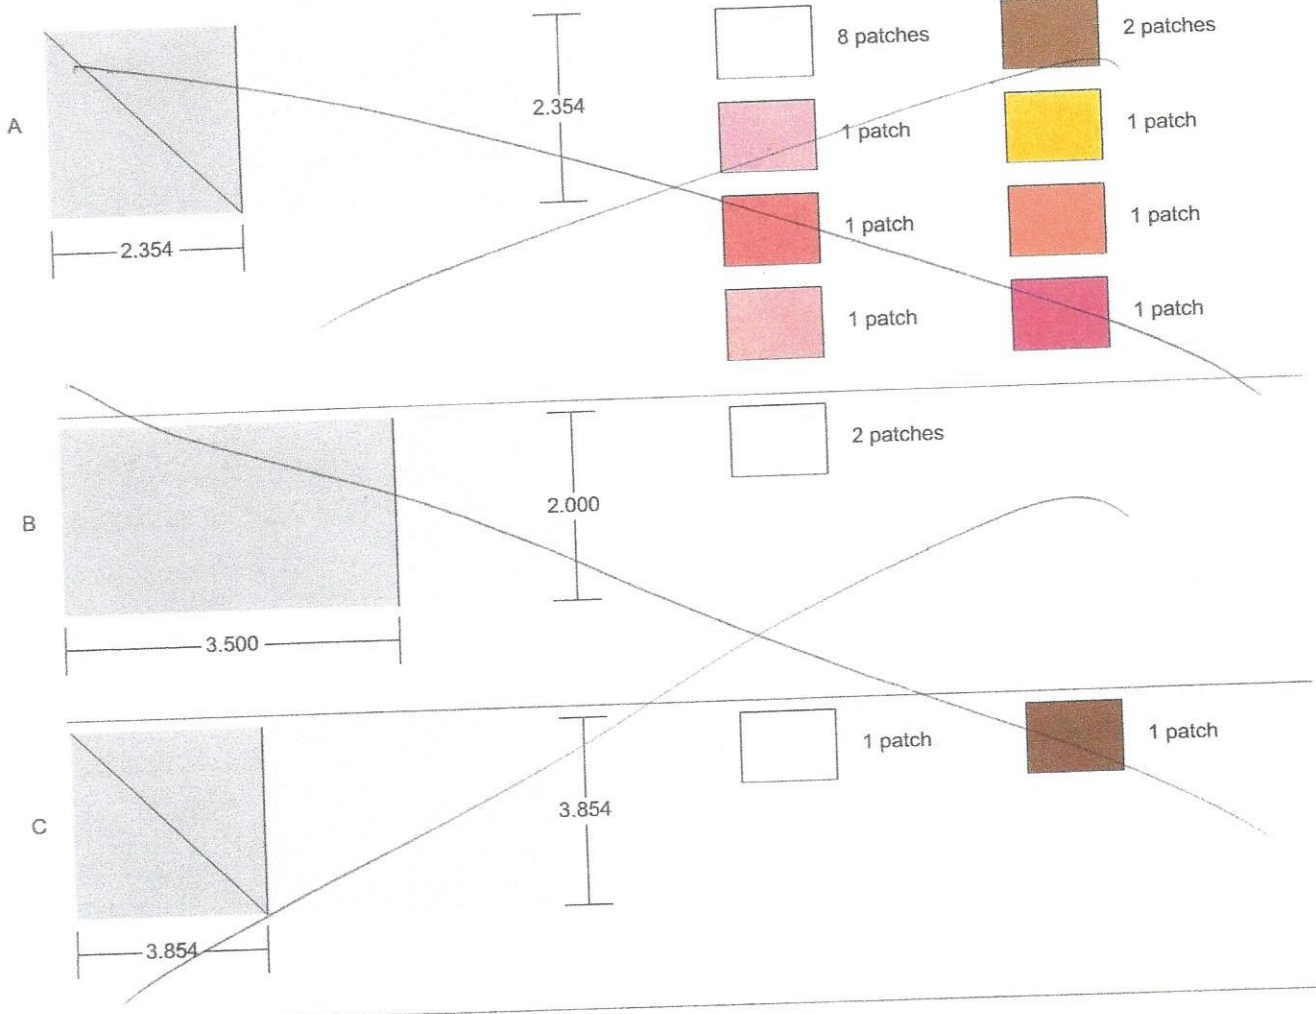 8 patches
2 patches
A
2.354
1 patch
1 patch
1 patch
1 patch
2.354
1 patch
1 patch
B
2.000
2 patches
3.500
C
3.854
1 patch
1 patch
3.854